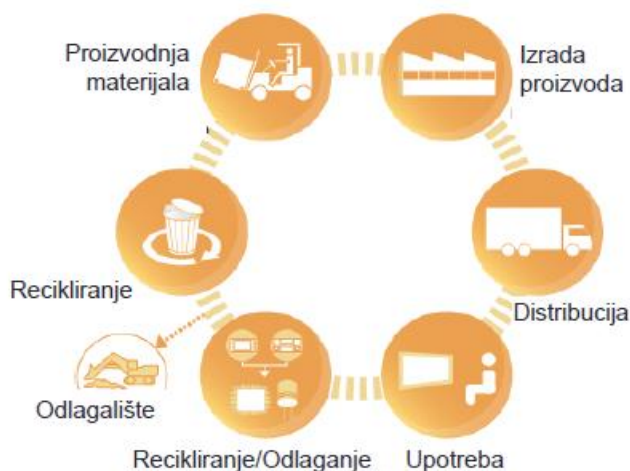 Proizvodnja
materijala
Izrada
proizvoda
Recikliranje
Distribucija
Odlagalište
Recikliranje/Odlaganje
Upotreba